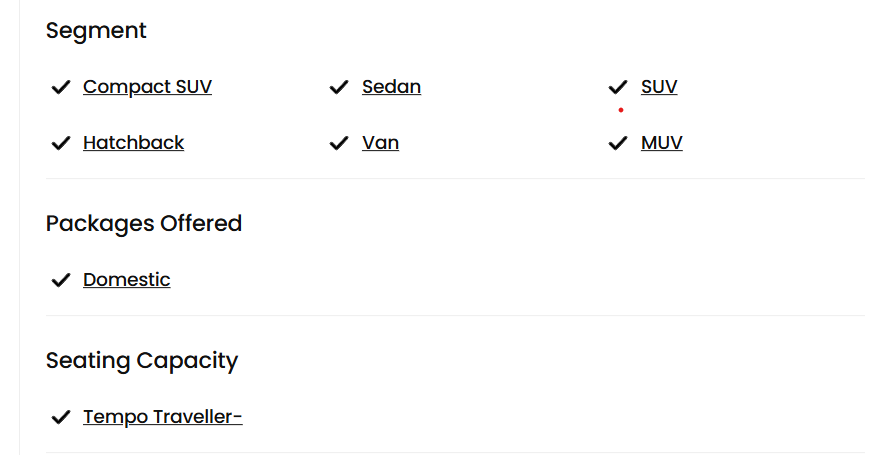 Segment
Compact SUV Sedan SUV
Hatchback Van MUV
Packages Offered
Domestic
Seating Capacity
Tempo Traveller-